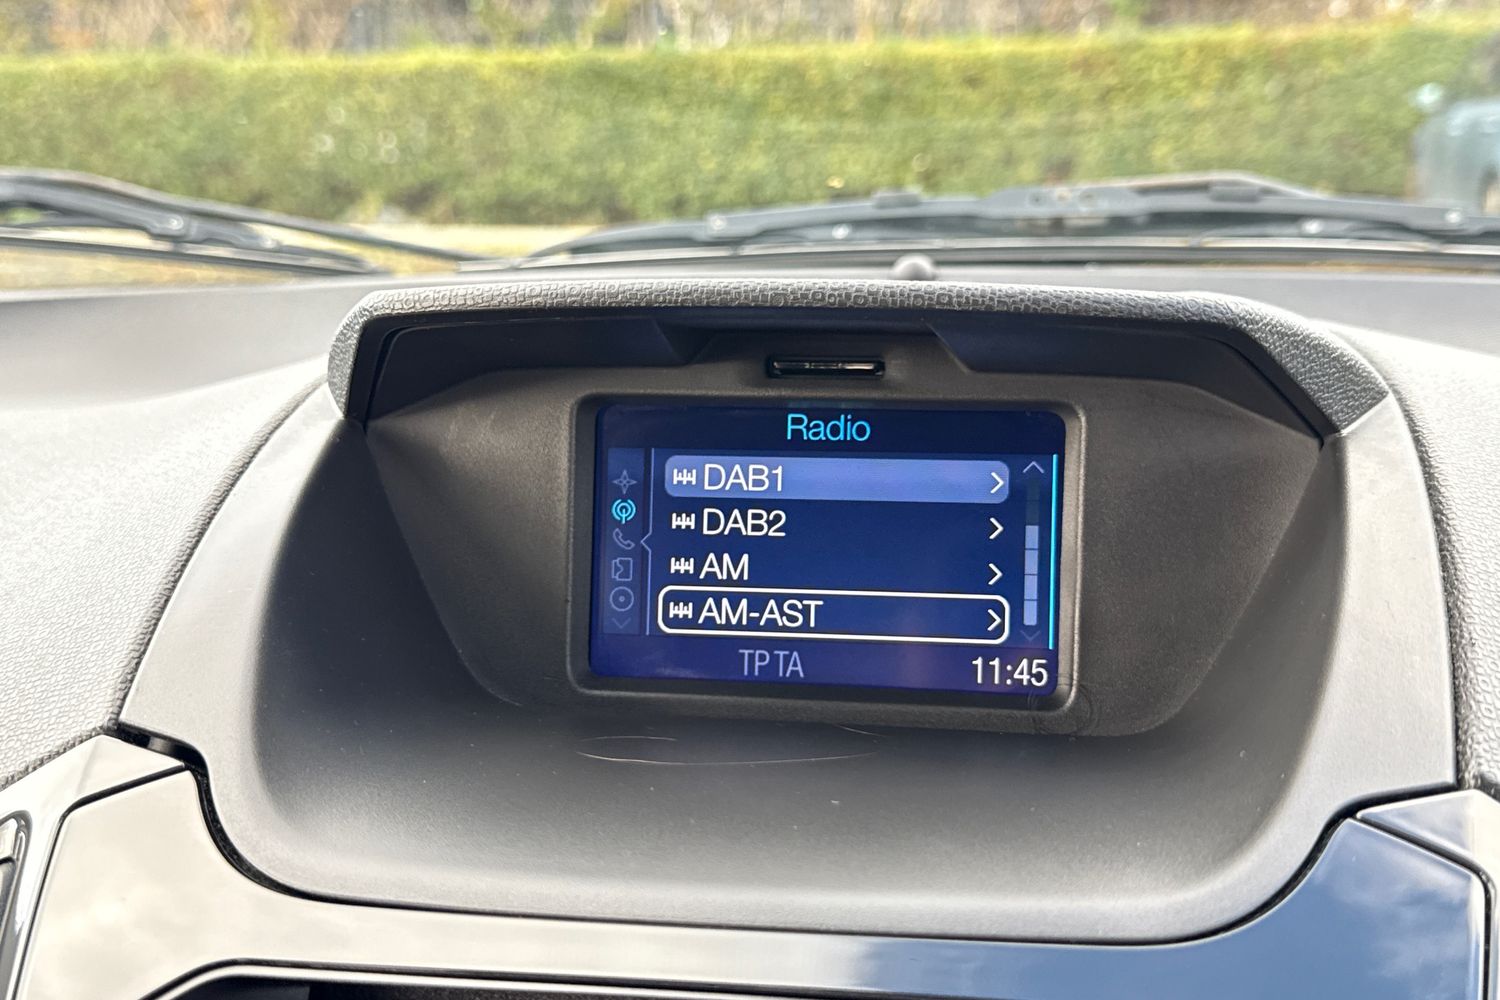 Radio
DAB1
DAB2
AM
AM-AST
TP TA
11:45